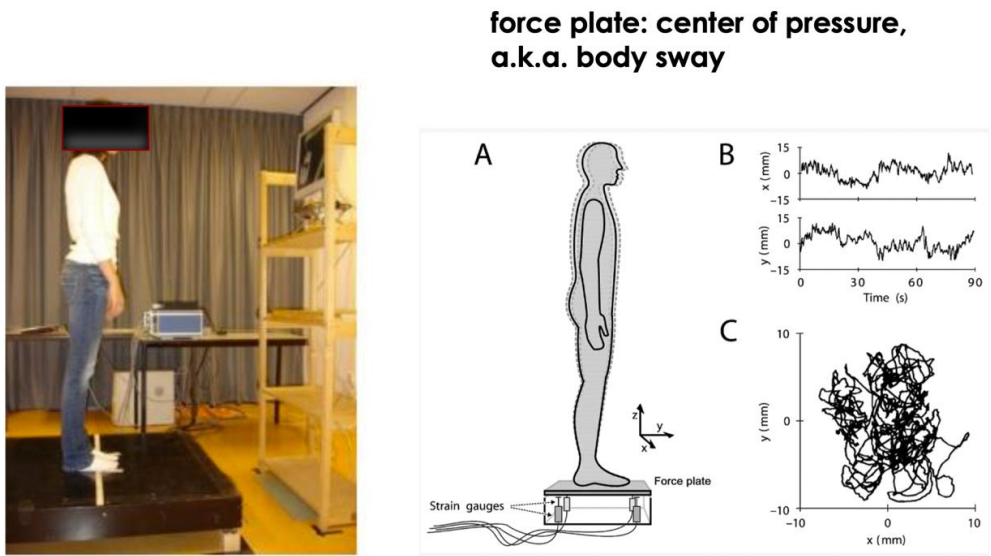 force plate: center of pressure,
a.k.a. body sway
A
z
y
x
Force plate
Strain gauges
B
x (mm)
15
0
−15
y (mm)
15
0
−15
0
30
60
90
Time (s)
C
y (mm)
10
0
−10
−10
0
10
x (mm)